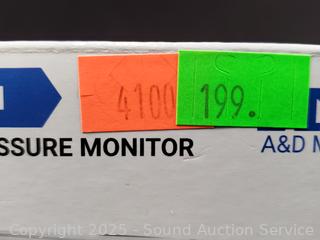 4100 199.
SSURE MONITOR
A&D M
Copyright © 2025 - Sound Auction Service